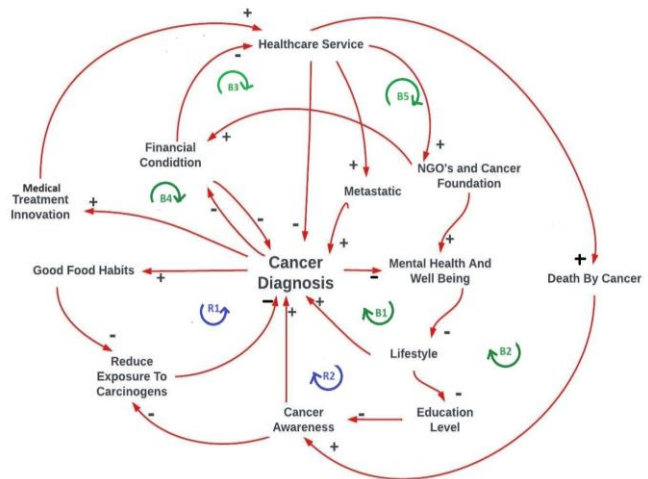 +
Healthcare Service
-
B3
B5
+
+
Financial
Condidtion
NGO's and Cancer
Foundation
+
Medical
Treatment
Innovation
+
B4
-
-
Metastatic
-
+
+
Cancer
Diagnosis
Mental Health And
Well Being
+
Death By Cancer
Good Food Habits
+
-
-
+
+
R1
B1
-
-
Reduce
Exposure To
Carcinogens
Lifestyle
B2
R2
-
-
Cancer
Awareness
-
Education
Level
+